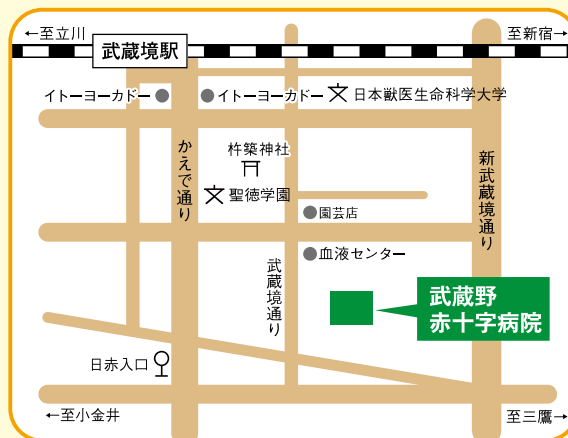 ←至立川
至新宿→
武蔵境駅
イトーヨーカドー
イトーヨーカドー
日本獣医生命科学大学
かえで通り
杵築神社
聖徳学園
新武蔵境通り
園芸店
血液センター
武蔵境通り
武蔵野
赤十字病院
日赤入口
←至小金井
至三鷹→